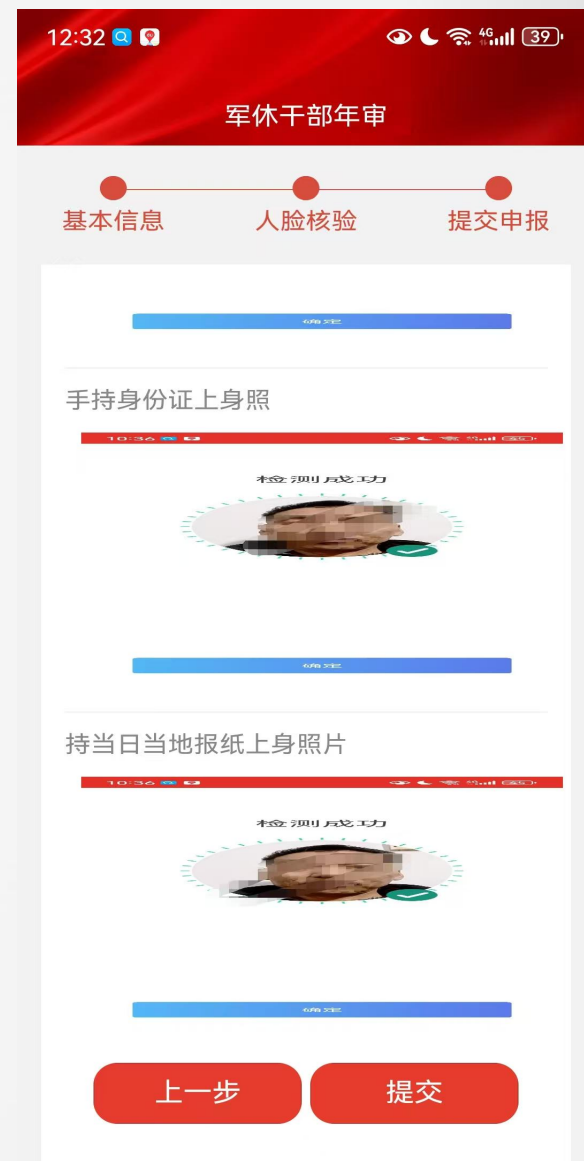 12:32 4G 39
军休干部年审
基本信息 人脸核验 提交申报
确定
手持身份证上身照
10:36
检测成功
确定
持当日当地报纸上身照片
10:36
检测成功
确定
上一步 提交